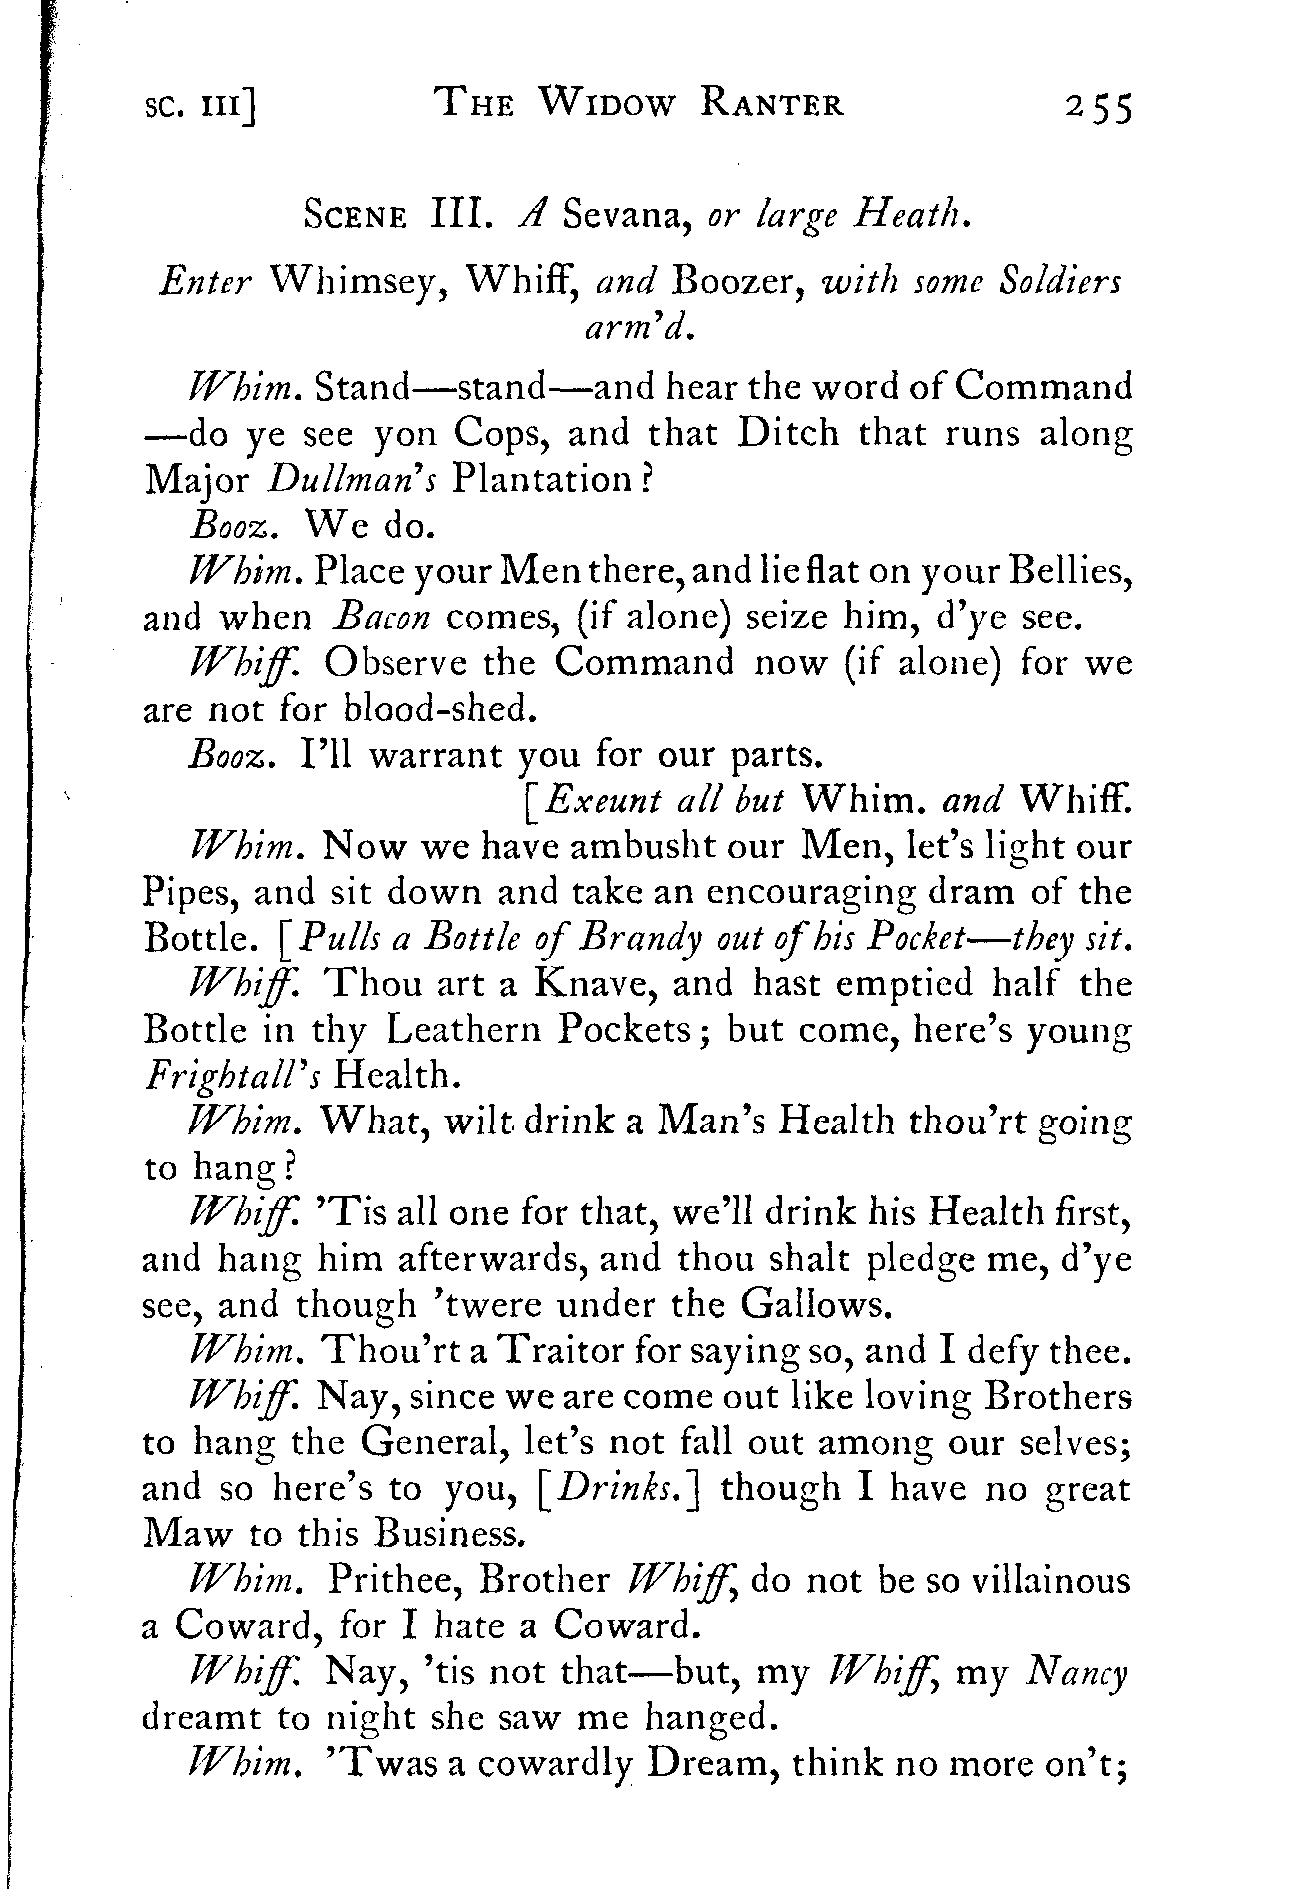 SC. III] THE WIDOW RANTER 255
SCENE III. A Sevana, or large Heath.
Enter Whimsey, Whiff, and Boozer, with some Soldiers
arm'd.
Whim. Stand—stand—and hear the word of Command
—do ye see yon Cops, and that Ditch that runs along
Major Dullman's Plantation?
Booz. We do.
Whim. Place your Men there, and lie flat on your Bellies,
and when Bacon comes, (if alone) seize him, d'ye see.
Whiff. Observe the Command now (if alone) for we
are not for blood-shed.
Booz. I'll warrant you for our parts.
[Exeunt all but Whim. and Whiff.
Whim. Now we have ambusht our Men, let's light our
Pipes, and sit down and take an encouraging dram of the
Bottle. [Pulls a Bottle of Brandy out of his Pocket—they sit.
Whiff. Thou art a Knave, and hast emptied half the
Bottle in thy Leathern Pockets; but come, here's young
Frightall's Health.
Whim. What, wilt drink a Man's Health thou'rt going
to hang?
Whiff. 'Tis all one for that, we'll drink his Health first,
and hang him afterwards, and thou shalt pledge me, d'ye
see, and though 'twere under the Gallows.
Whim. Thou'rt a Traitor for saying so, and I defy thee.
Whiff. Nay, since we are come out like loving Brothers
to hang the General, let's not fall out among our selves;
and so here's to you, [Drinks.] though I have no great
Maw to this Business.
Whim. Prithee, Brother Whiff, do not be so villainous
a Coward, for I hate a Coward.
Whiff. Nay, 'tis not that—but, my Whiff, my Nancy
dreamt to night she saw me hanged.
Whim. 'Twas a cowardly Dream, think no more on't;